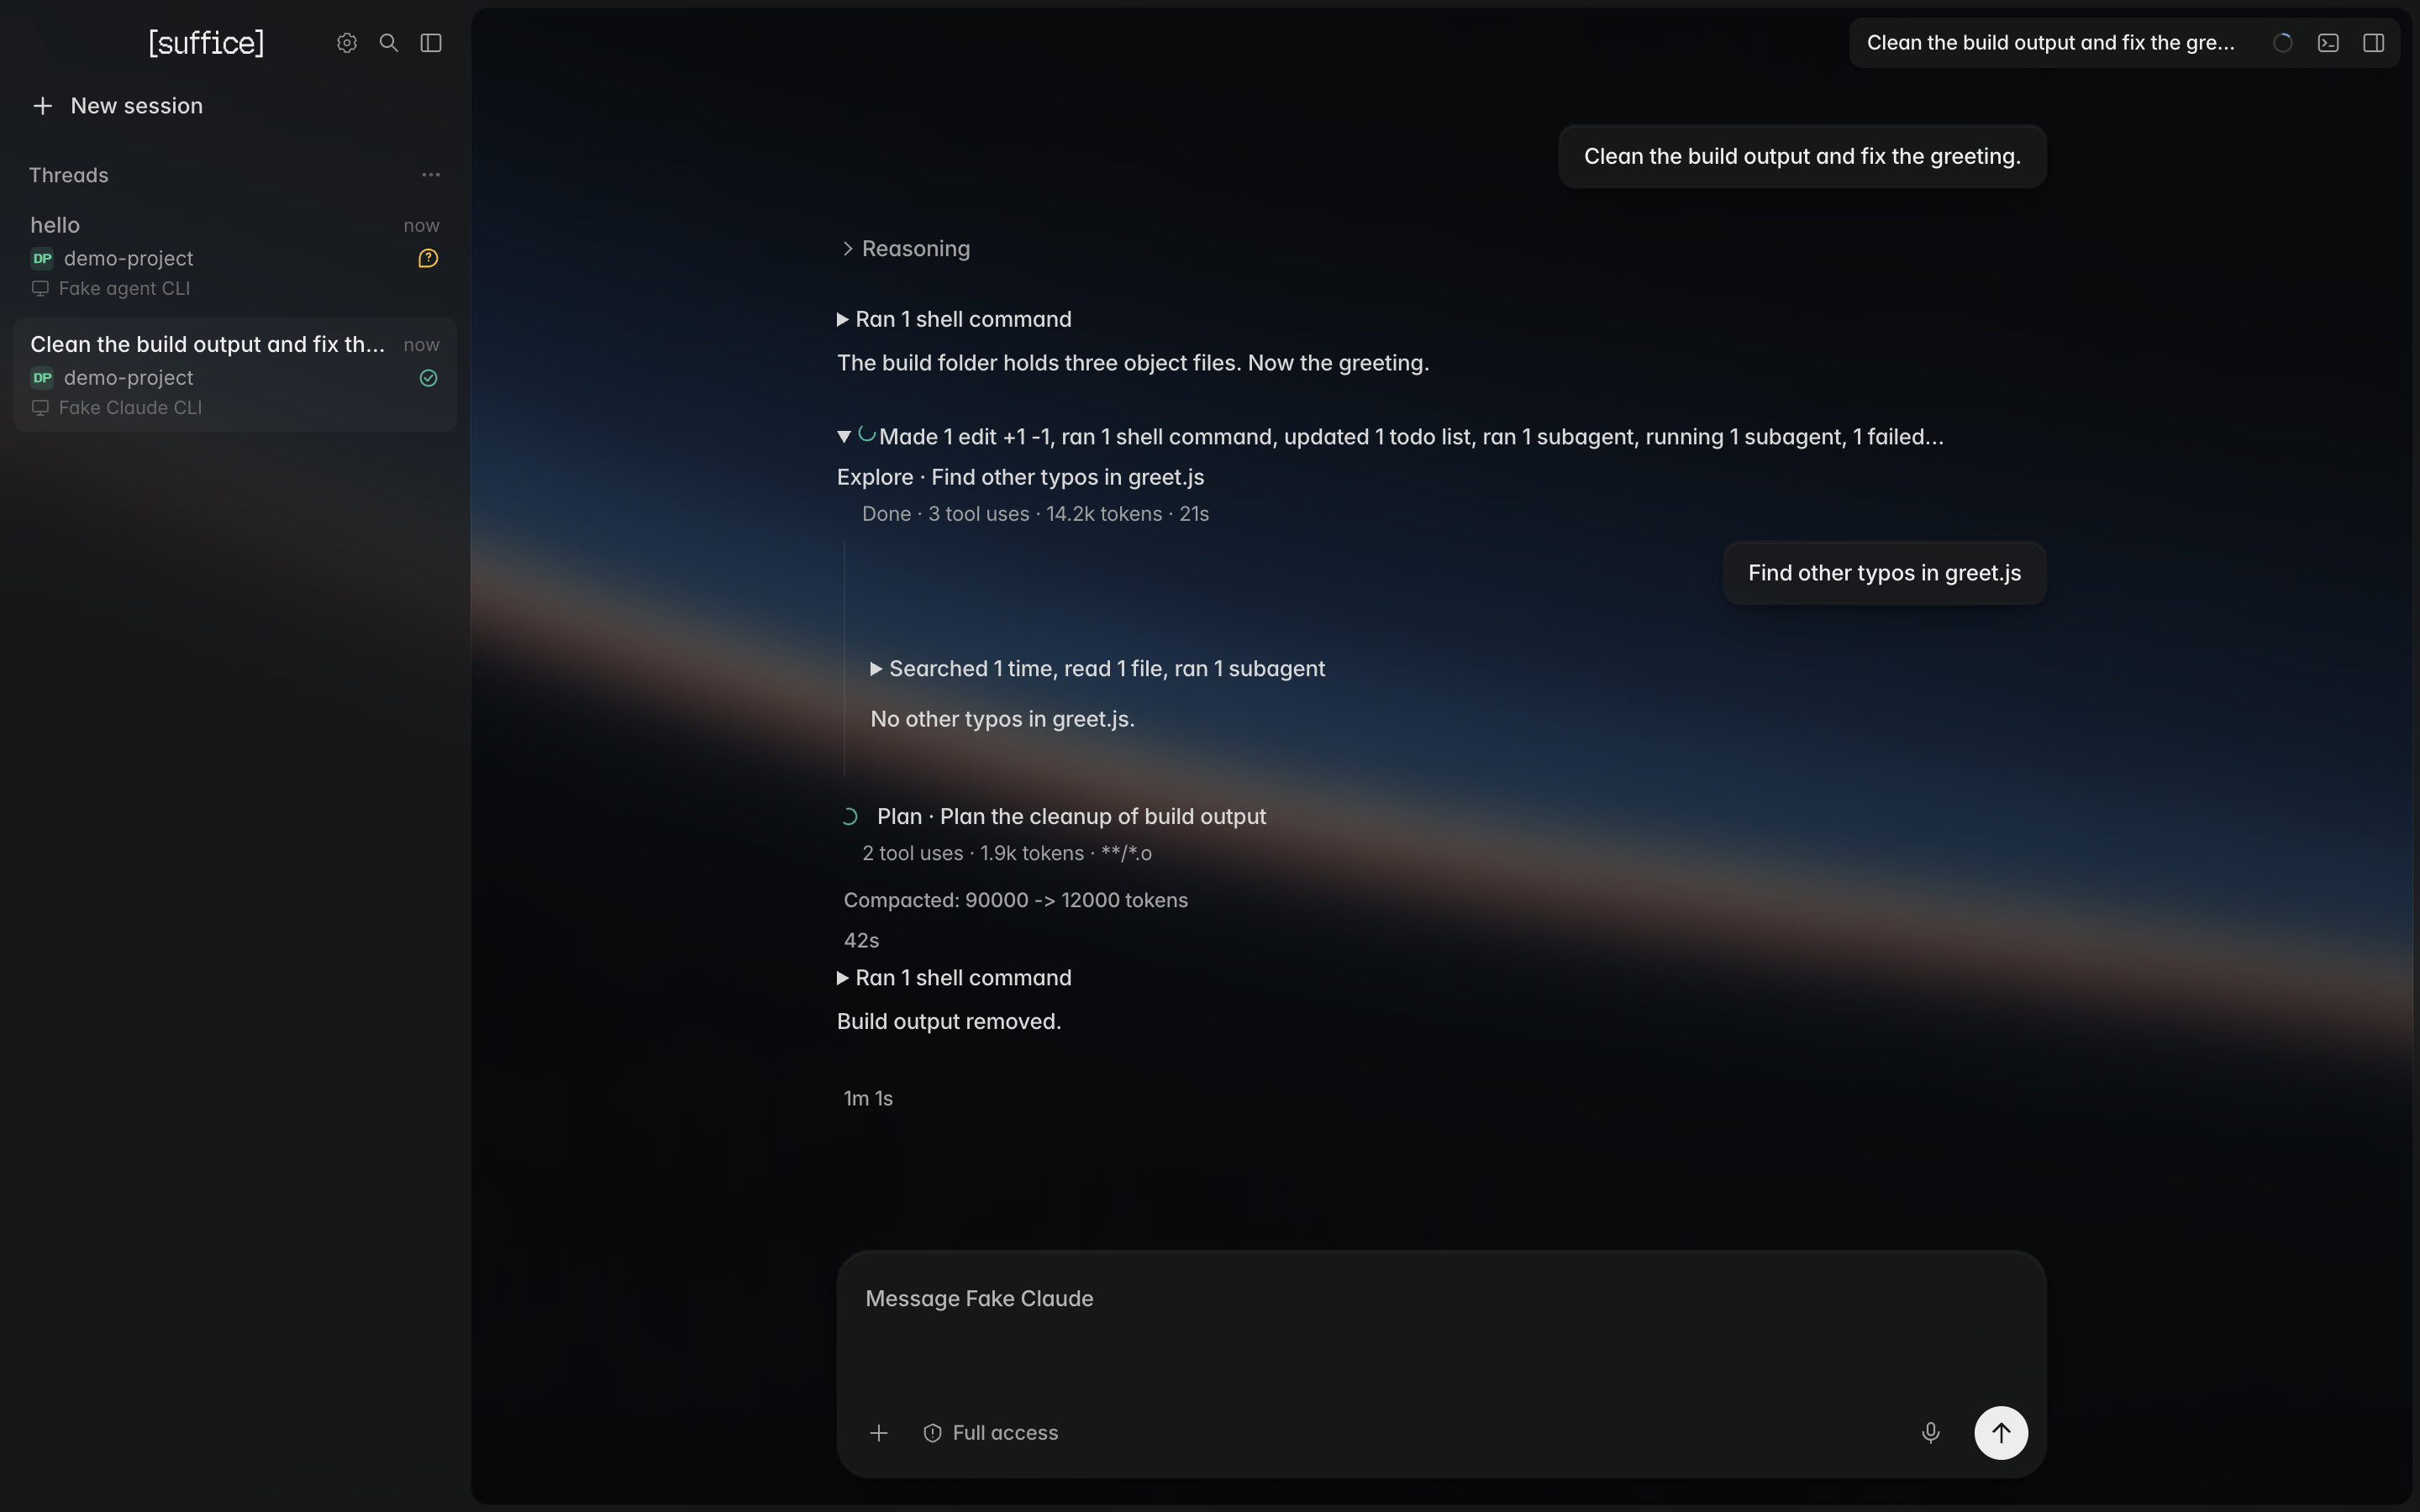 [suffice]
New session
Threads
hello now
DP demo-project
Fake agent CLI
Clean the build output and fix th... now
DP demo-project
Fake Claude CLI
Clean the build output and fix the gre...
Clean the build output and fix the greeting.
Reasoning
Ran 1 shell command
The build folder holds three object files. Now the greeting.
Made 1 edit +1 -1, ran 1 shell command, updated 1 todo list, ran 1 subagent, running 1 subagent, 1 failed...
Explore · Find other typos in greet.js
Done · 3 tool uses · 14.2k tokens · 21s
Find other typos in greet.js
Searched 1 time, read 1 file, ran 1 subagent
No other typos in greet.js.
Plan · Plan the cleanup of build output
2 tool uses · 1.9k tokens · **/*.o
Compacted: 90000 -> 12000 tokens
42s
Ran 1 shell command
Build output removed.
1m 1s
Message Fake Claude
Full access